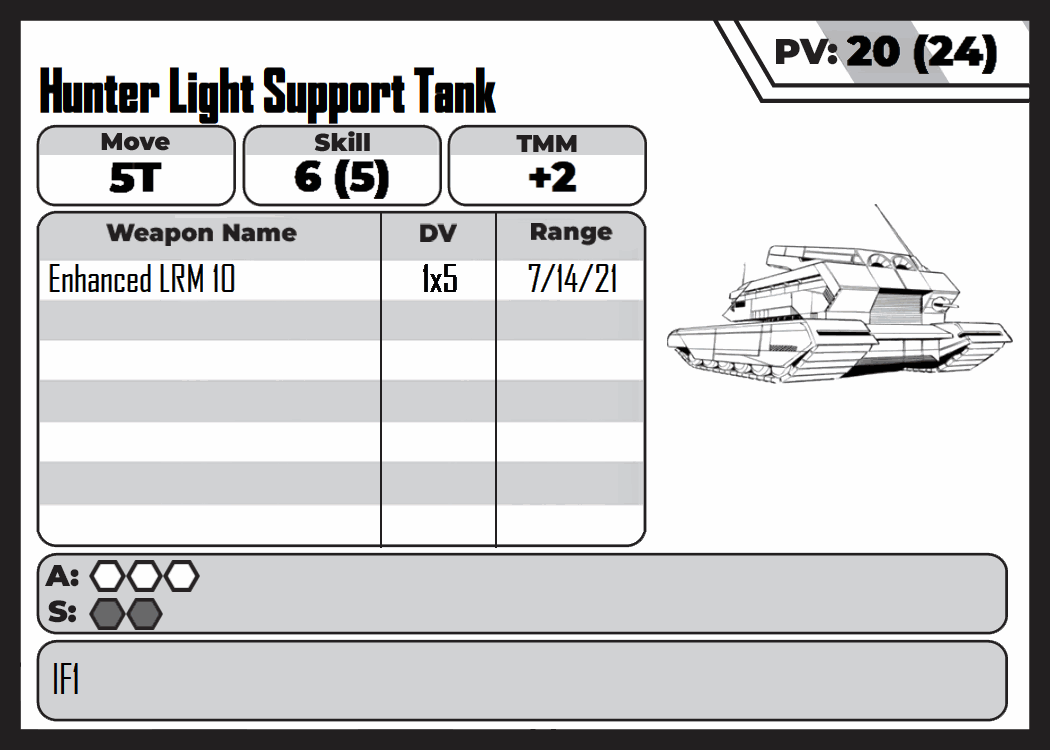 PV: 20 (24)
Hunter Light Support Tank
Move Skill TMM
5T 6 (5) +2
Weapon Name DV Range
Enhanced LRM 10 1x5 7/14/21
A:
S:
IF1